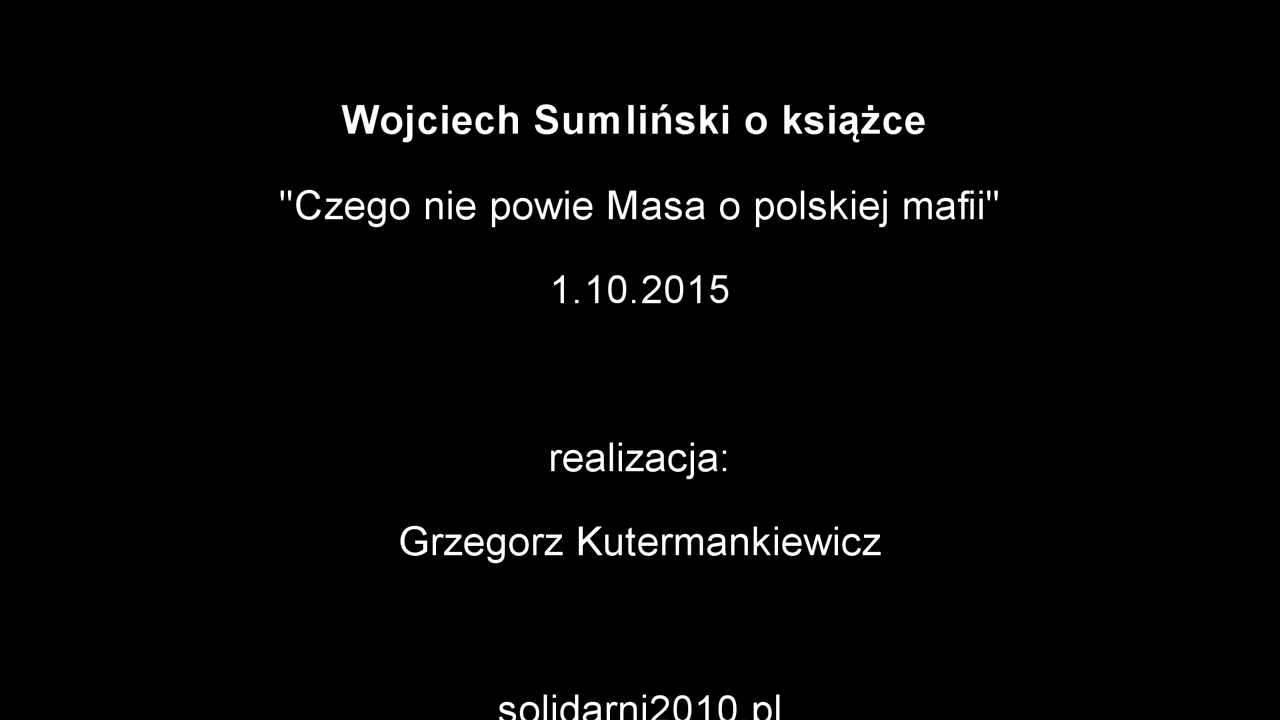 Wojciech Sumliński o książce
"Czego nie powie Masa o polskiej mafii"
1.10.2015
realizacja:
Grzegorz Kutermankiewicz
solidarni2010.pl